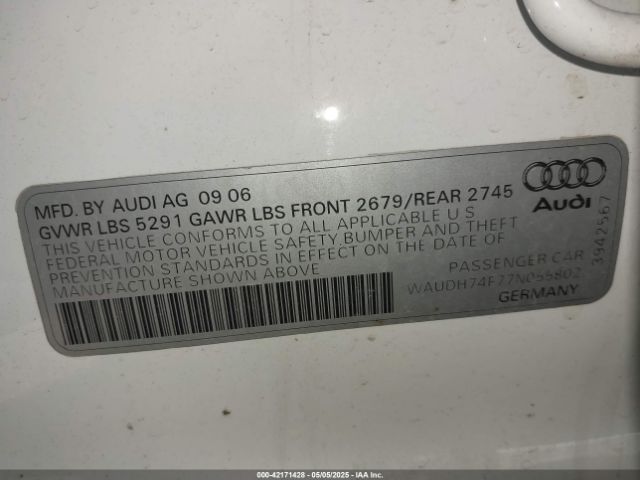 MFD. BY AUDI AG 09 06
GVWR LBS 5291 GAWR LBS FRONT 2679/REAR 2745
THIS VEHICLE CONFORMS TO ALL APPLICABLE U S
FEDERAL MOTOR VEHICLE SAFETY BUMPER AND THEFT
PREVENTION STANDARDS IN EFFECT ON THE DATE OF
MANUFACTURE SHOWN ABOVE
Audi
PASSENGER CAR
WAUDH74F77N055802
GERMANY
3942567
000-42171428 - 05/05/2025 - IAA Inc.